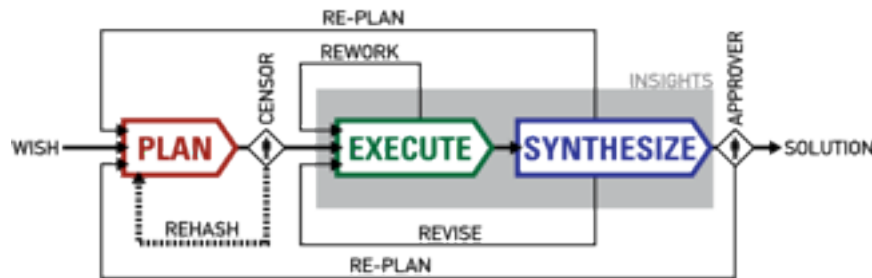 RE-PLAN
REWORK
CENSOR
INSIGHTS
APPROVER
WISH
PLAN
EXECUTE
SYNTHESIZE
SOLUTION
REHASH
REVISE
RE-PLAN